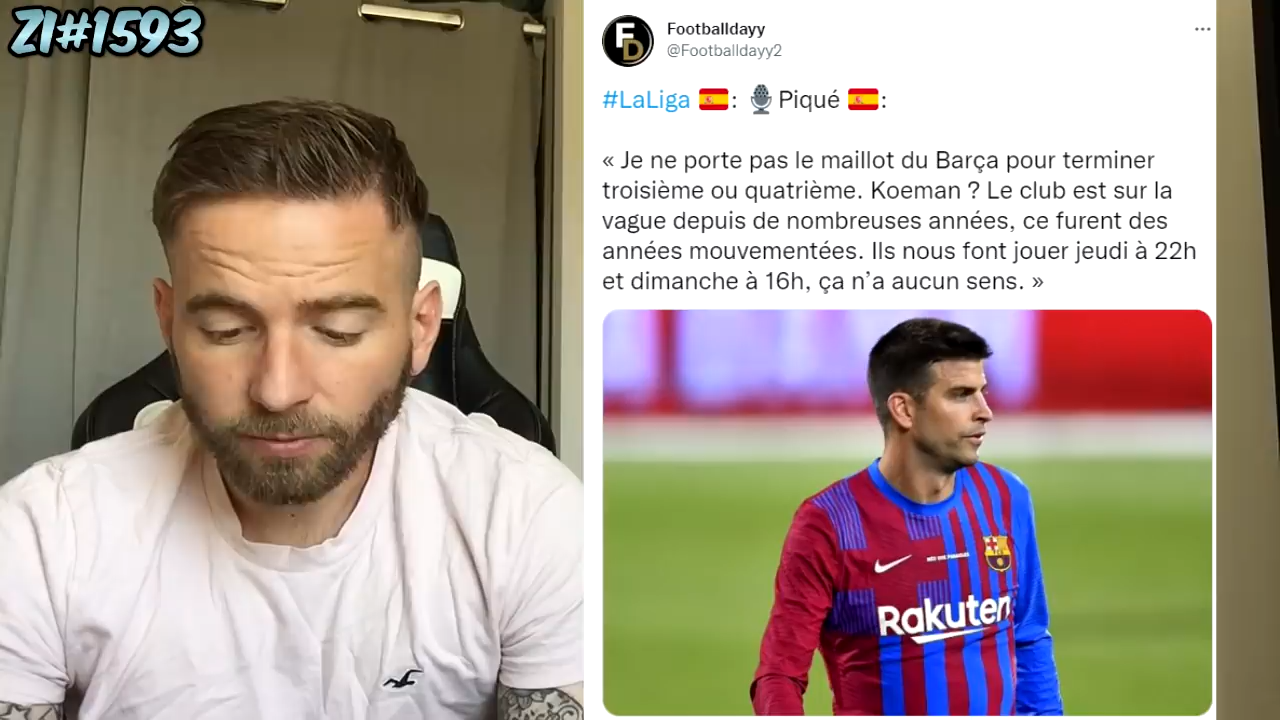 ZI#1593
Footballdayy
@Footballdayy2
#LaLiga 🇪🇸: 🎙Piqué 🇪🇸:
« Je ne porte pas le maillot du Barça pour terminer
troisième ou quatrième. Koeman ? Le club est sur la
vague depuis de nombreuses années, ce furent des
années mouvementées. Ils nous font jouer jeudi à 22h
et dimanche à 16h, ça n’a aucun sens. »
FD
Rakuten